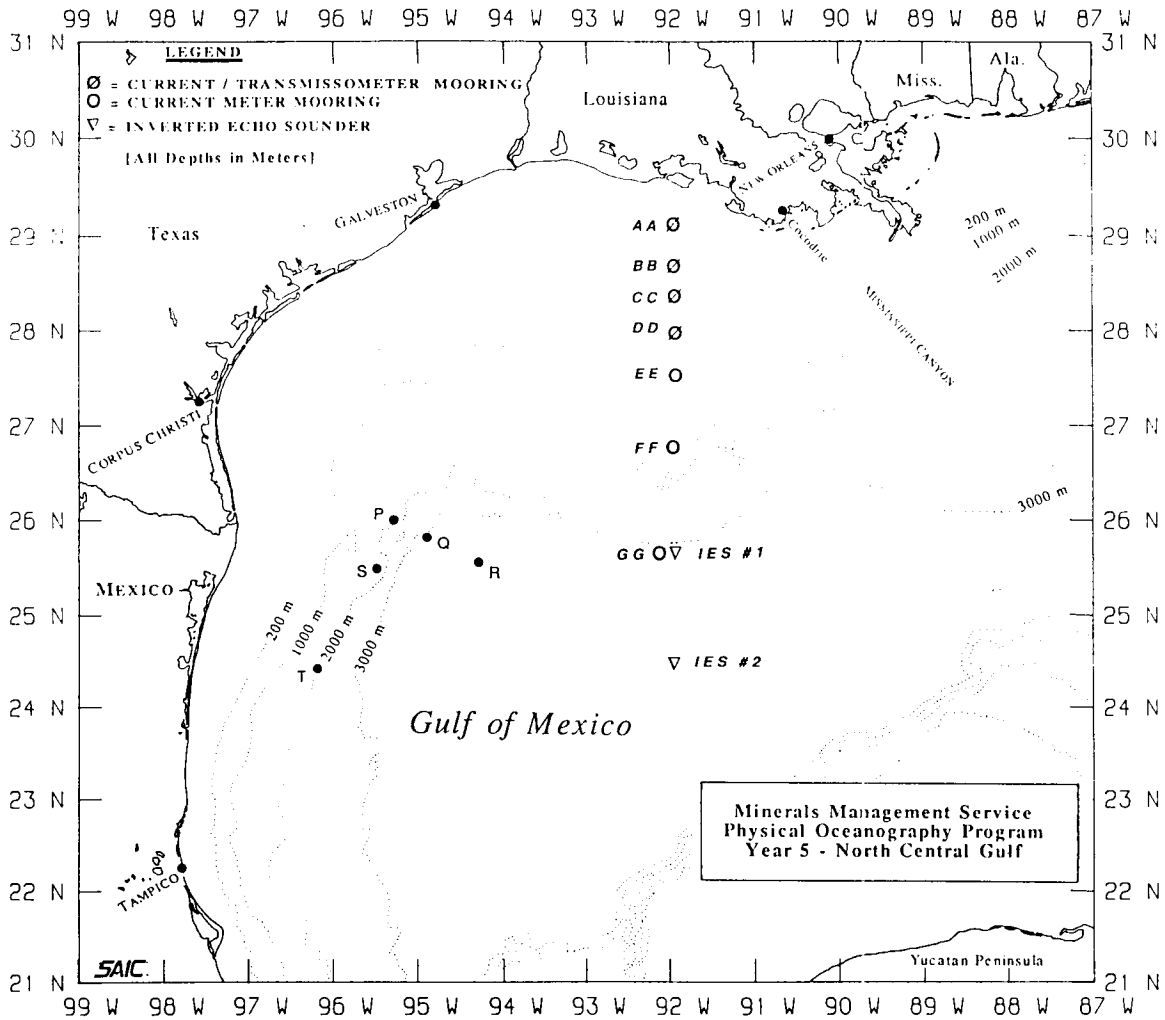 99 W 98 W 97 W 96 W 95 W 94 W 93 W 92 W 91 W 90 W 89 W 88 W 87 W
31 N
31 N
LEGEND
Ø = CURRENT / TRANSMISSOMETER MOORING
O = CURRENT METER MOORING
∇ = INVERTED ECHO SOUNDER
[All Depths in Meters]
Louisiana
Miss.
Ala.
30 N
30 N
NEW ORLEANS
GALVESTON
Texas
Cocodrie
AA
200 m
1000 m
2000 m
29 N
29 N
BB
CC
MISSISSIPPI CANYON
28 N
DD
28 N
EE
CORPUS CHRISTI
27 N
27 N
FF
3000 m
26 N
P
26 N
Q
GG
IES #1
S
R
MEXICO
25 N
25 N
200 m
1000 m
2000 m
3000 m
T
IES #2
24 N
24 N
Gulf of Mexico
23 N
23 N
Minerals Management Service
Physical Oceanography Program
Year 5 - North Central Gulf
22 N
22 N
TAMPICO
SAIC
Yucatan Peninsula
21 N
21 N
99 W 98 W 97 W 96 W 95 W 94 W 93 W 92 W 91 W 90 W 89 W 88 W 87 W